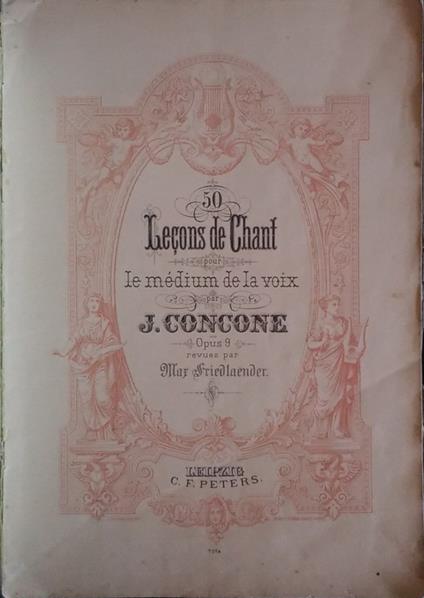 50
Leçons de Chant
pour
le médium de la voix
par
J. CONCONE
Opus 9
revues par
Max Friedlaender.
LEIPZIG
C. F. PETERS.